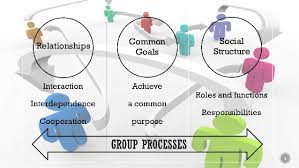 Relationships
Common
Goals
Social
Structure
Interaction
Interdependence
Cooperation
Achieve
a common
purpose
Roles and functions
Responsibilities
GROUP PROCESSES